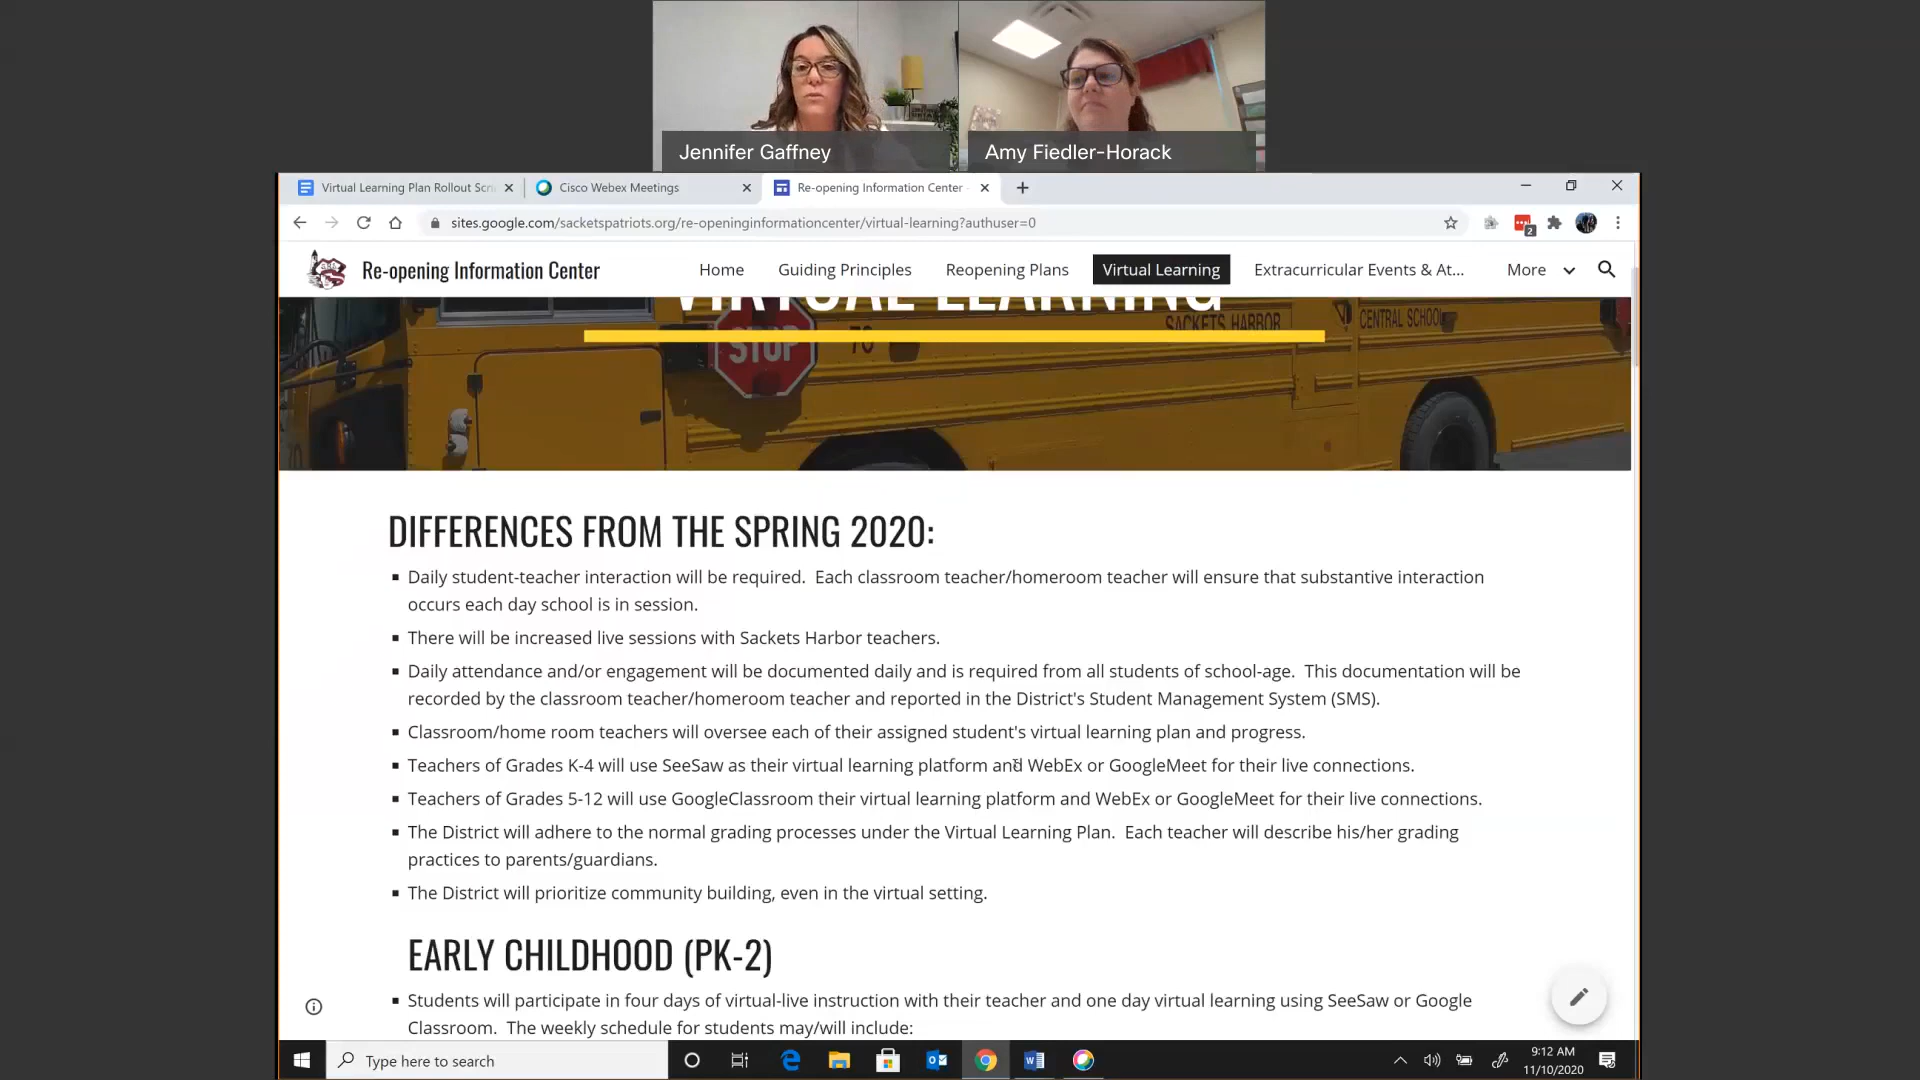 Jennifer Gaffney
Amy Fiedler-Horack
Virtual Learning Plan Rollout Scri
Cisco Webex Meetings
Re-opening Information Center
sites.google.com/sacketspatriots.org/re-openinginformationcenter/virtual-learning?authuser=0
2
Re-opening Information Center
Home
Guiding Principles
Reopening Plans
Virtual Learning
Extracurricular Events & At...
More
VIRTUAL LEARNING
SACKETS HARBOR
CENTRAL SCHOOL
STOP
DIFFERENCES FROM THE SPRING 2020:
Daily student-teacher interaction will be required. Each classroom teacher/homeroom teacher will ensure that substantive interaction
occurs each day school is in session.
There will be increased live sessions with Sackets Harbor teachers.
Daily attendance and/or engagement will be documented daily and is required from all students of school-age. This documentation will be
recorded by the classroom teacher/homeroom teacher and reported in the District's Student Management System (SMS).
Classroom/home room teachers will oversee each of their assigned student's virtual learning plan and progress.
Teachers of Grades K-4 will use SeeSaw as their virtual learning platform and WebEx or GoogleMeet for their live connections.
Teachers of Grades 5-12 will use GoogleClassroom their virtual learning platform and WebEx or GoogleMeet for their live connections.
The District will adhere to the normal grading processes under the Virtual Learning Plan. Each teacher will describe his/her grading
practices to parents/guardians.
The District will prioritize community building, even in the virtual setting.
EARLY CHILDHOOD (PK-2)
Students will participate in four days of virtual-live instruction with their teacher and one day virtual learning using SeeSaw or Google
Classroom. The weekly schedule for students may/will include:
Type here to search
9:12 AM
11/10/2020